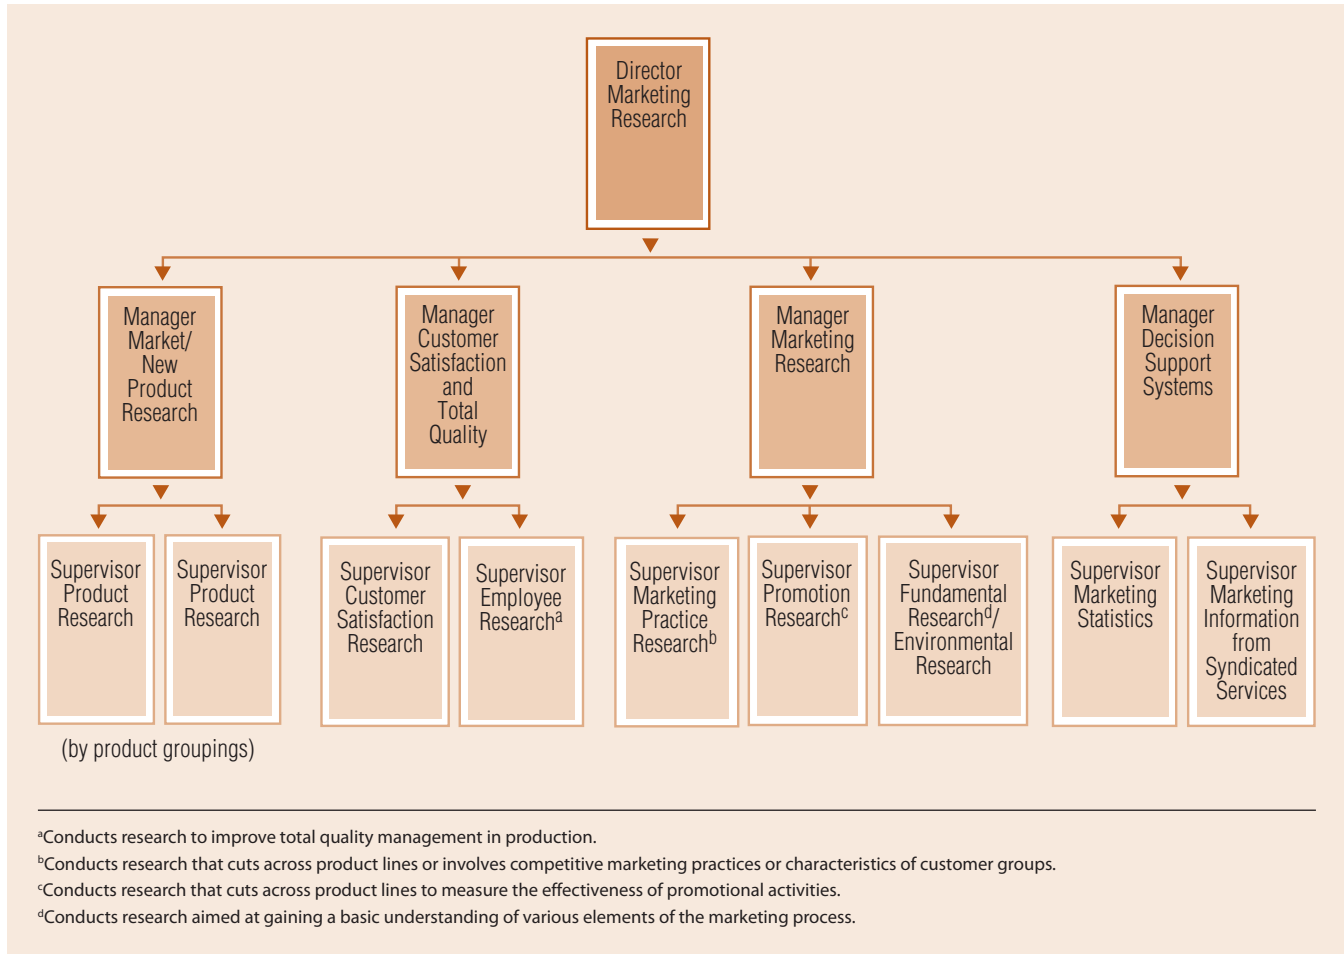 Director
Marketing
Research
Manager
Market/
New
Product
Research
Manager
Customer
Satisfaction
and
Total
Quality
Manager
Marketing
Research
Manager
Decision
Support
Systems
Supervisor
Product
Research
Supervisor
Product
Research
(by product groupings)
Supervisor
Customer
Satisfaction
Research
Supervisor
Employee
Researchᵃ
Supervisor
Marketing
Practice
Researchᵇ
Supervisor
Promotion
Researchᶜ
Supervisor
Fundamental
Researchᵈ/
Environmental
Research
Supervisor
Marketing
Statistics
Supervisor
Marketing
Information
from
Syndicated
Services
ᵃConducts research to improve total quality management in production.
ᵇConducts research that cuts across product lines or involves competitive marketing practices or characteristics of customer groups.
ᶜConducts research that cuts across product lines to measure the effectiveness of promotional activities.
ᵈConducts research aimed at gaining a basic understanding of various elements of the marketing process.